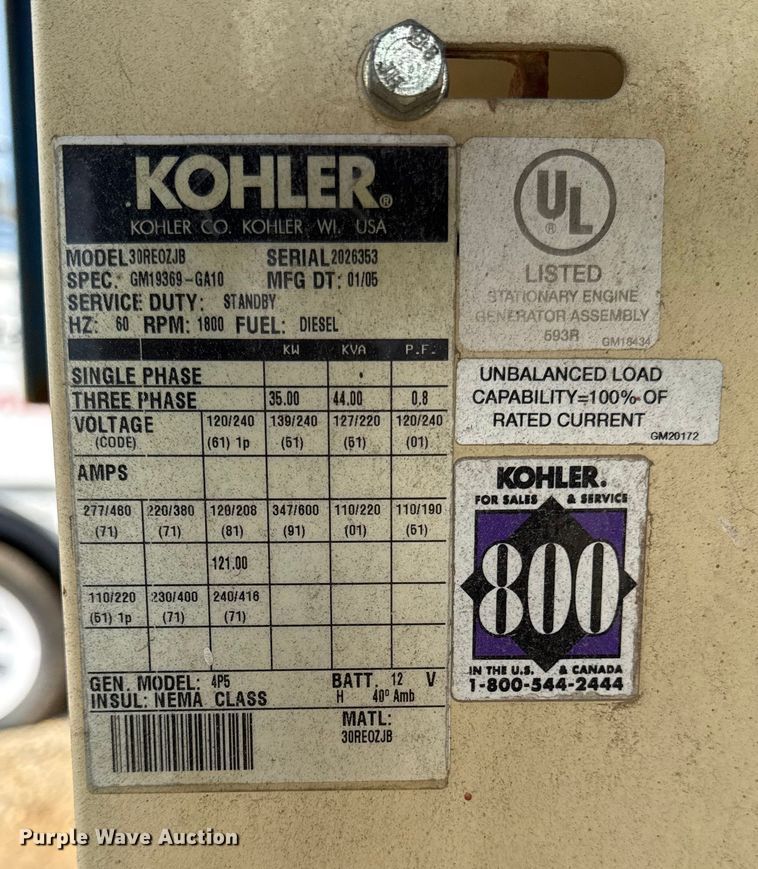 KOHLER®
KOHLER CO. KOHLER, WI. USA
MODEL 30REOZJB SERIAL 2026353
SPEC. GM19369-GA10 MFG DT: 01/05
SERVICE DUTY: STANDBY
HZ: 60 RPM: 1800 FUEL: DIESEL
KW KVA P.F.
SINGLE PHASE
THREE PHASE 35.00 44.00 0.8
VOLTAGE 120/240 139/240 127/220 120/240
(CODE) (61) 1p (51) (51) (01)
AMPS
277/480 220/380 120/208 347/600 110/220 110/190
(71) (71) (81) (91) (01) (51)
121.00
110/220 230/400 240/416
(51) 1p (71) (71)
GEN. MODEL: 4P5 BATT. 12 V
INSUL: NEMA CLASS H 40° Amb
MATL:
30REOZJB
UL
®
LISTED
STATIONARY ENGINE
GENERATOR ASSEMBLY
593R GM18434
UNBALANCED LOAD
CAPABILITY=100% OF
RATED CURRENT
GM20172
KOHLER®
FOR SALES & SERVICE
800
IN THE U.S. & CANADA
1-800-544-2444
Purple Wave Auction